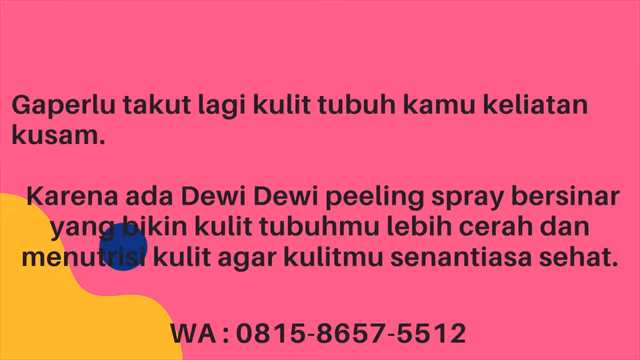 Gaperlu takut lagi kulit tubuh kamu keliatan
kusam.
Karena ada Dewi Dewi peeling spray bersinar
yang bikin kulit tubuhmu lebih cerah dan
menutrisi kulit agar kulitmu senantiasa sehat.
WA : 0815-8657-5512